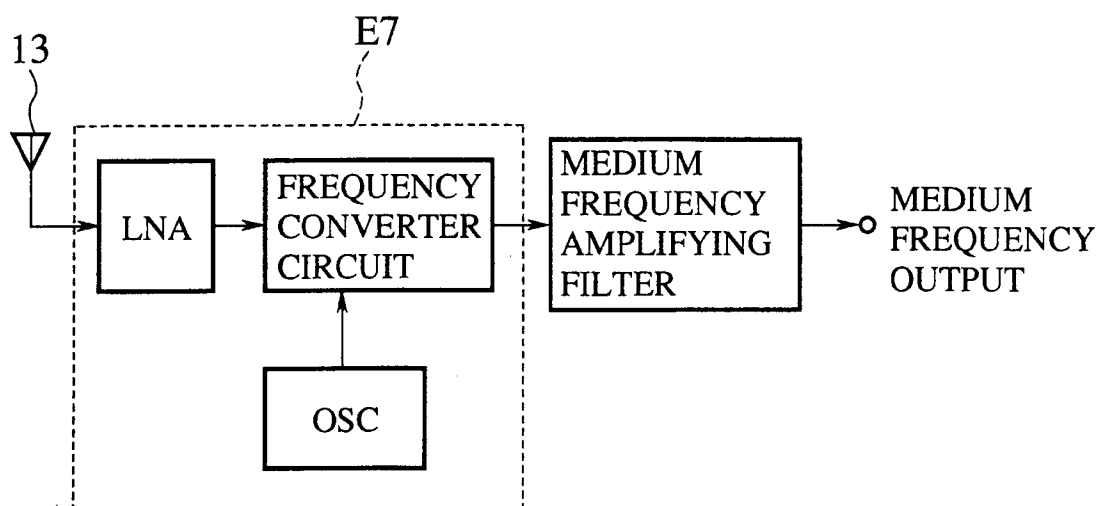 13
E7
LNA
FREQUENCY
CONVERTER
CIRCUIT
MEDIUM
FREQUENCY
AMPLIFYING
FILTER
MEDIUM
FREQUENCY
OUTPUT
OSC